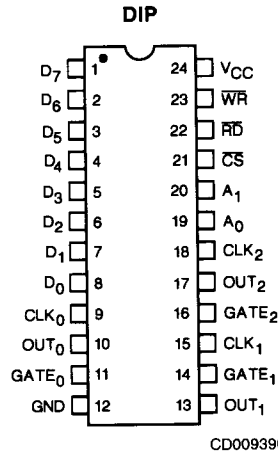 DIP
D7 1 24 VCC
D6 2 23 WR
D5 3 22 RD
D4 4 21 CS
D3 5 20 A1
D2 6 19 A0
D1 7 18 CLK2
D0 8 17 OUT2
CLK0 9 16 GATE2
OUT0 10 15 CLK1
GATE0 11 14 GATE1
GND 12 13 OUT1